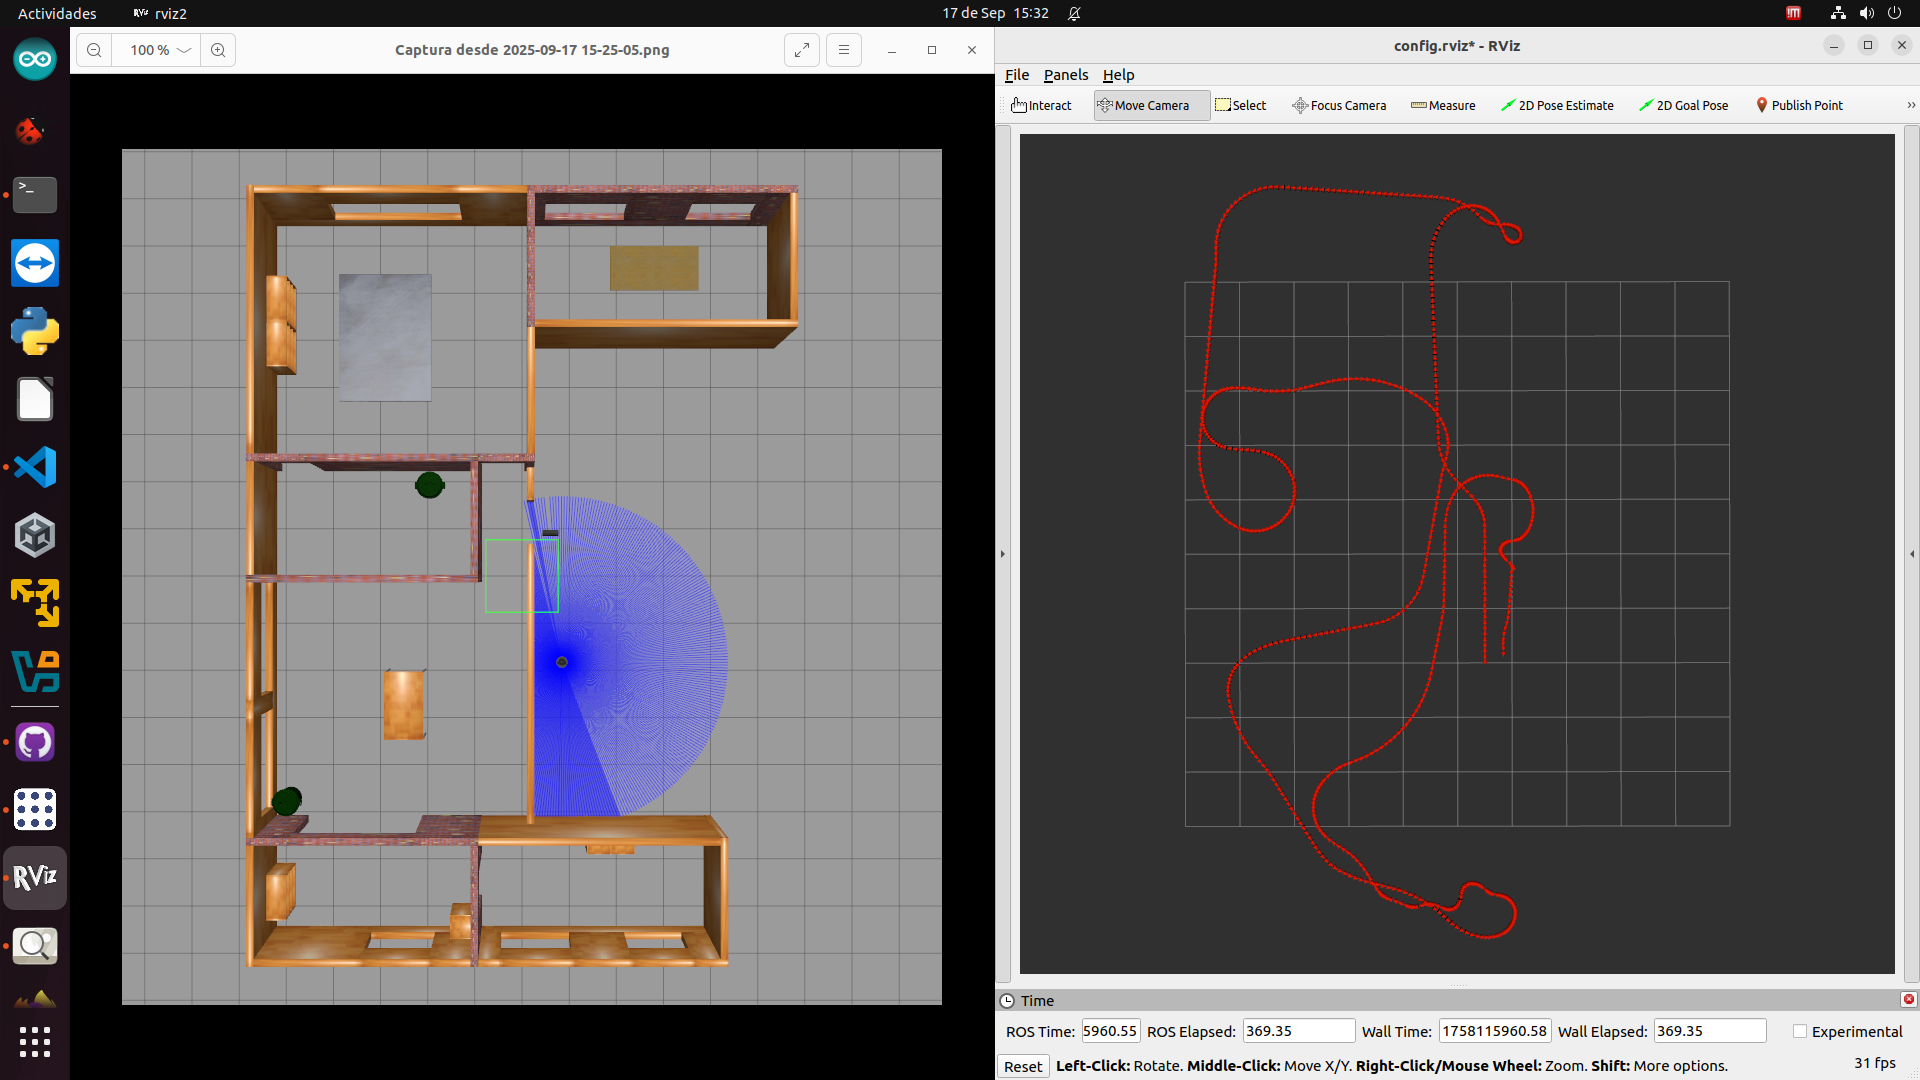 Actividades
RViz
rviz2
17 de Sep 15:32
100 %
Captura desde 2025-09-17 15-25-05.png
config.rviz* - RViz
File
Panels
Help
Interact
Move Camera
Select
Focus Camera
Measure
2D Pose Estimate
2D Goal Pose
Publish Point
»
>_
RViz
Time
ROS Time: 5960.55
ROS Elapsed: 369.35
Wall Time: 1758115960.58
Wall Elapsed: 369.35
Experimental
Reset
Left-Click: Rotate. Middle-Click: Move X/Y. Right-Click/Mouse Wheel: Zoom. Shift: More options.
31 fps